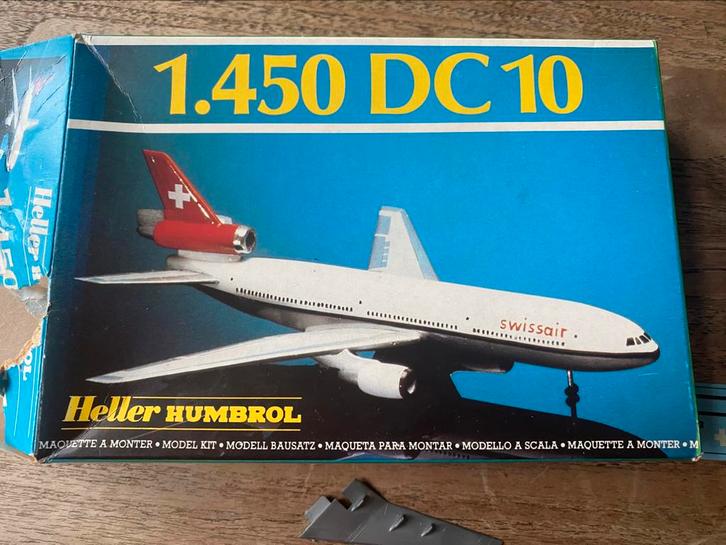 1.450 DC 10
swissair
Heller HUMBROL
MAQUETTE A MONTER • MODEL KIT • MODELL BAUSATZ • MAQUETA PARA MONTAR • MODELLO A SCALA • MAQUETTE A MONTER • M
Heller